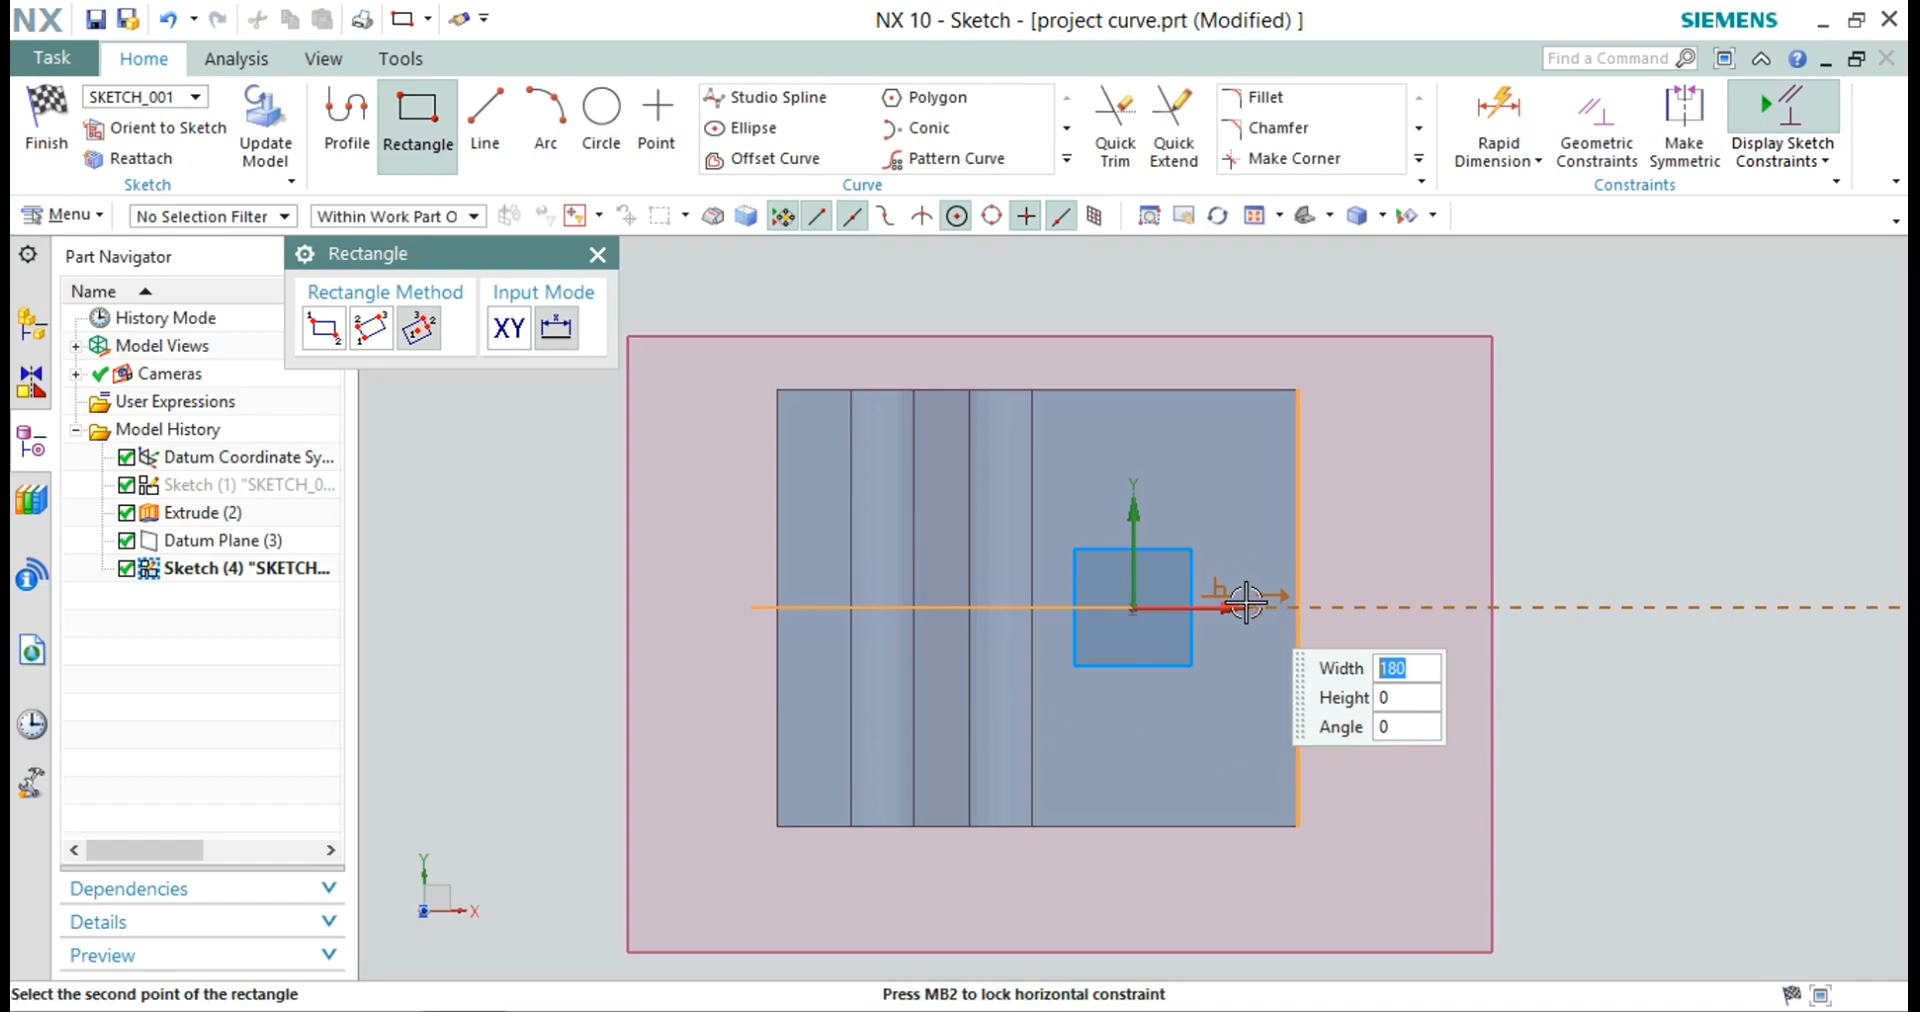 NX
NX 10 - Sketch - [project curve.prt (Modified) ]
SIEMENS
Task
Home
Analysis
View
Tools
Find a Command
Finish
SKETCH_001
Orient to Sketch
Reattach
Update
Model
Sketch
Profile
Rectangle
Line
Arc
Circle
Point
Studio Spline
Ellipse
Offset Curve
Polygon
Conic
Pattern Curve
Quick
Trim
Quick
Extend
Fillet
Chamfer
Make Corner
Curve
Rapid
Dimension
Geometric
Constraints
Make
Symmetric
Display Sketch
Constraints
Constraints
Menu
No Selection Filter
Within Work Part O
Part Navigator
Name
History Mode
Model Views
Cameras
User Expressions
Model History
Datum Coordinate Sy...
Sketch (1) "SKETCH_0...
Extrude (2)
Datum Plane (3)
Sketch (4) "SKETCH...
Dependencies
Details
Preview
Rectangle
Rectangle Method
Input Mode
XY
Y
Width 180
Height 0
Angle 0
Y
X
Select the second point of the rectangle
Press MB2 to lock horizontal constraint